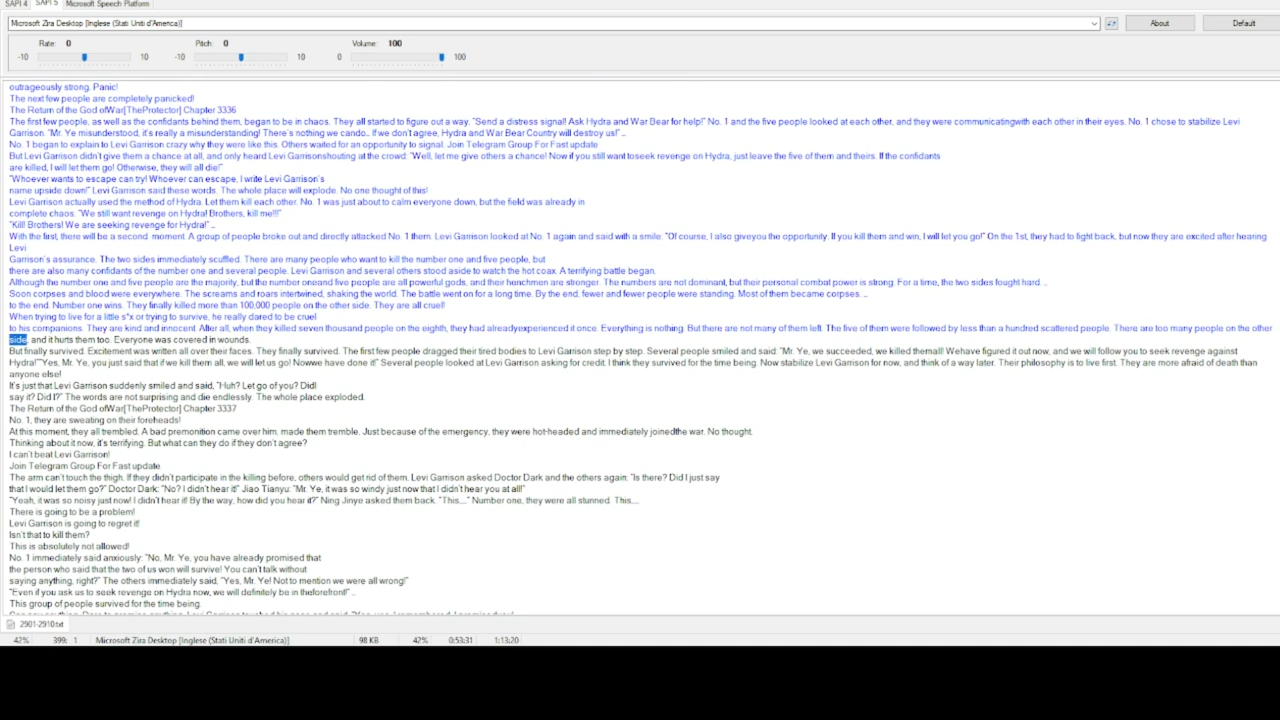 SAPI 4 SAPI 5 Microsoft Speech Platform
Microsoft Zira Desktop [Inglese (Stati Uniti d'America)] About Default
Rate: 0 Pitch: 0 Volume: 100
-10 10 -10 10 0 100
outrageously strong. Panic!
The next few people are completely panicked!
The Return of the God ofWar[TheProtector] Chapter 3336
The first few people, as well as the confidants behind them, began to be in chaos. They all started to figure out a way. "Send a distress signal! Ask Hydra and War Bear for help!" No. 1 and the five people looked at each other, and they were communicatingwith each other in their eyes. No. 1 chose to stabilize Levi
Garrison. "Mr. Ye misunderstood, it's really a misunderstanding! There's nothing we cando... If we don't agree, Hydra and War Bear Country will destroy us!" ...
No. 1 began to explain to Levi Garrison crazy why they were like this. Others waited for an opportunity to signal. Join Telegram Group For Fast update
But Levi Garrison didn't give them a chance at all, and only heard Levi Garrisonshouting at the crowd: "Well, let me give others a chance! Now if you still want toseek revenge on Hydra, just leave the five of them and theirs. If the confidants
are killed, I will let them go! Otherwise, they will all die!"
"Whoever wants to escape can try! Whoever can escape, I write Levi Garrison's
name upside down!" Levi Garrison said these words. The whole place will explode. No one thought of this!
Levi Garrison actually used the method of Hydra. Let them kill each other. No. 1 was just about to calm everyone down, but the field was already in
complete chaos. "We still want revenge on Hydra! Brothers, kill me!!!"
"Kill! Brothers! We are seeking revenge for Hydra!" ...
With the first, there will be a second. moment. A group of people broke out and directly attacked No. 1 them. Levi Garrison looked at No. 1 again and said with a smile: "Of course, I also giveyou the opportunity. If you kill them and win, I will let you go!" On the 1st, they had to fight back, but now they are excited after hearing
Levi
Garrison's assurance. The two sides immediately scuffled. There are many people who want to kill the number one and five people, but
there are also many confidants of the number one and several people. Levi Garrison and several others stood aside to watch the hot coax. A terrifying battle began.
Although the number one and five people are the majority, but the number oneand five people are all powerful gods, and their henchmen are stronger. The numbers are not dominant, but their personal combat power is strong. For a time, the two sides fought hard. ...
Soon corpses and blood were everywhere. The screams and roars intertwined, shaking the world. The battle went on for a long time. By the end, fewer and fewer people were standing. Most of them became corpses. ...
to the end. Number one wins. They finally killed more than 100,000 people on the other side. They are all cruel!
When trying to live for a little s*x or trying to survive, he really dared to be cruel
to his companions. They are kind and innocent. After all, when they killed seven thousand people on the eighth, they had alreadyexperienced it once. Everything is nothing. But there are not many of them left. The five of them were followed by less than a hundred scattered people. There are too many people on the other
side, and it hurts them too. Everyone was covered in wounds.
But finally survived. Excitement was written all over their faces. They finally survived. The first few people dragged their tired bodies to Levi Garrison step by step. Several people smiled and said: "Mr. Ye, we succeeded, we killed themall! Wehave figured it out now, and we will follow you to seek revenge against
Hydra!""Yes, Mr. Ye, you just said that if we kill them all, we will let us go! Nowwe have done it!" Several people looked at Levi Garrison asking for credit. I think they survived for the time being. Now stabilize Levi Garrison for now, and think of a way later. Their philosophy is to live first. They are more afraid of death than
anyone else!
It's just that Levi Garrison suddenly smiled and said, "Huh? Let go of you? DidI
say it? Did I?" The words are not surprising and die endlessly. The whole place exploded.
The Return of the God ofWar[TheProtector] Chapter 3337
No. 1, they are sweating on their foreheads!
At this moment, they all trembled. A bad premonition came over him. made them tremble. Just because of the emergency, they were hot-headed and immediately joinedthe war. No thought.
Thinking about it now, it's terrifying. But what can they do if they don't agree?
I can't beat Levi Garrison!
Join Telegram Group For Fast update
The arm can't touch the thigh. If they didn't participate in the killing before, others would get rid of them. Levi Garrison asked Doctor Dark and the others again: "Is there? Did I just say
that I would let them go?" Doctor Dark: "No? I didn't hear it!" Jiao Tianyu: "Mr. Ye, it was so windy just now that I didn't hear you at all!"
"Yeah, it was so noisy just now! I didn't hear it! By the way, how did you hear it?" Ning Jinye asked them back. "This...." Number one, they were all stunned. This....
There is going to be a problem!
Levi Garrison is going to regret it!
Isn't that to kill them?
This is absolutely not allowed!
No. 1 immediately said anxiously: "No, Mr. Ye, you have already promised that
the person who said that the two of us won will survive! You can't talk without
saying anything, right?" The others immediately said, "Yes, Mr. Ye! Not to mention we were all wrong!"
"Even if you ask us to seek revenge on Hydra now, we will definitely be in theforefront!" ...
This group of people survived for the time being.
2901-2910.txt
42% 399: 1 Microsoft Zira Desktop [Inglese (Stati Uniti d'America)] 98 KB 42% 0:53:31 1:13:20